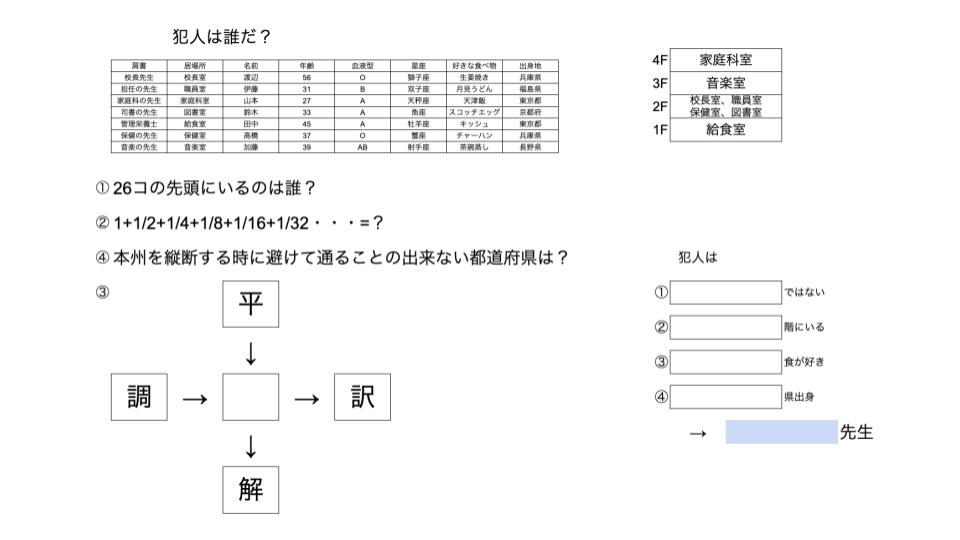 犯人は誰だ？
肩書 居場所 名前 年齢 血液型 星座 好きな食べ物 出身地
校長先生 校長室 渡辺 56 O 獅子座 生姜焼き 兵庫県
担任の先生 職員室 伊藤 31 B 双子座 月見うどん 福島県
家庭科の先生 家庭科室 山本 27 A 天秤座 天津飯 東京都
司書の先生 図書室 鈴木 33 A 魚座 スコッチエッグ 京都府
管理栄養士 給食室 田中 45 A 牡羊座 キッシュ 東京都
保健の先生 保健室 高橋 37 O 蟹座 チャーハン 兵庫県
音楽の先生 音楽室 加藤 39 AB 射手座 茶碗蒸し 長野県
4F 家庭科室
3F 音楽室
2F 校長室、職員室
保健室、図書室
1F 給食室
① 26コの先頭にいるのは誰？
② 1+1/2+1/4+1/8+1/16+1/32・・・=？
④ 本州を縦断する時に避けて通ることの出来ない都道府県は？
③
平
↓
調 → → 訳
↓
解
犯人は
① ではない
② 階にいる
③ 食が好き
④ 県出身
→ 先生